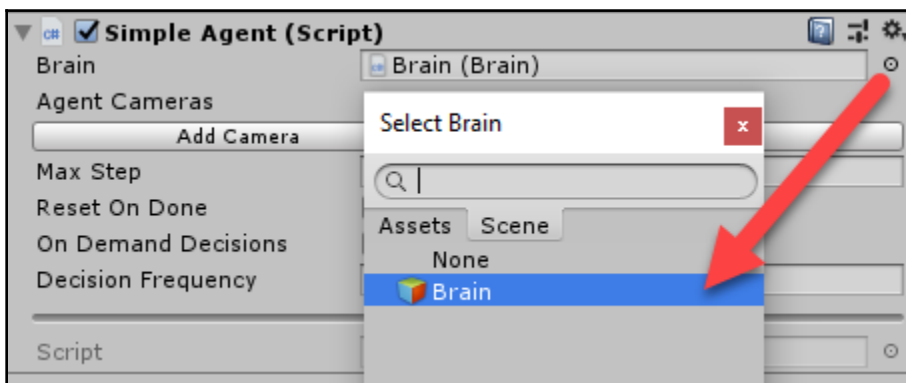 Simple Agent (Script)
Brain
Brain (Brain)
Agent Cameras
Add Camera
Max Step
Reset On Done
On Demand Decisions
Decision Frequency
Script
Select Brain
x
Assets
Scene
None
Brain